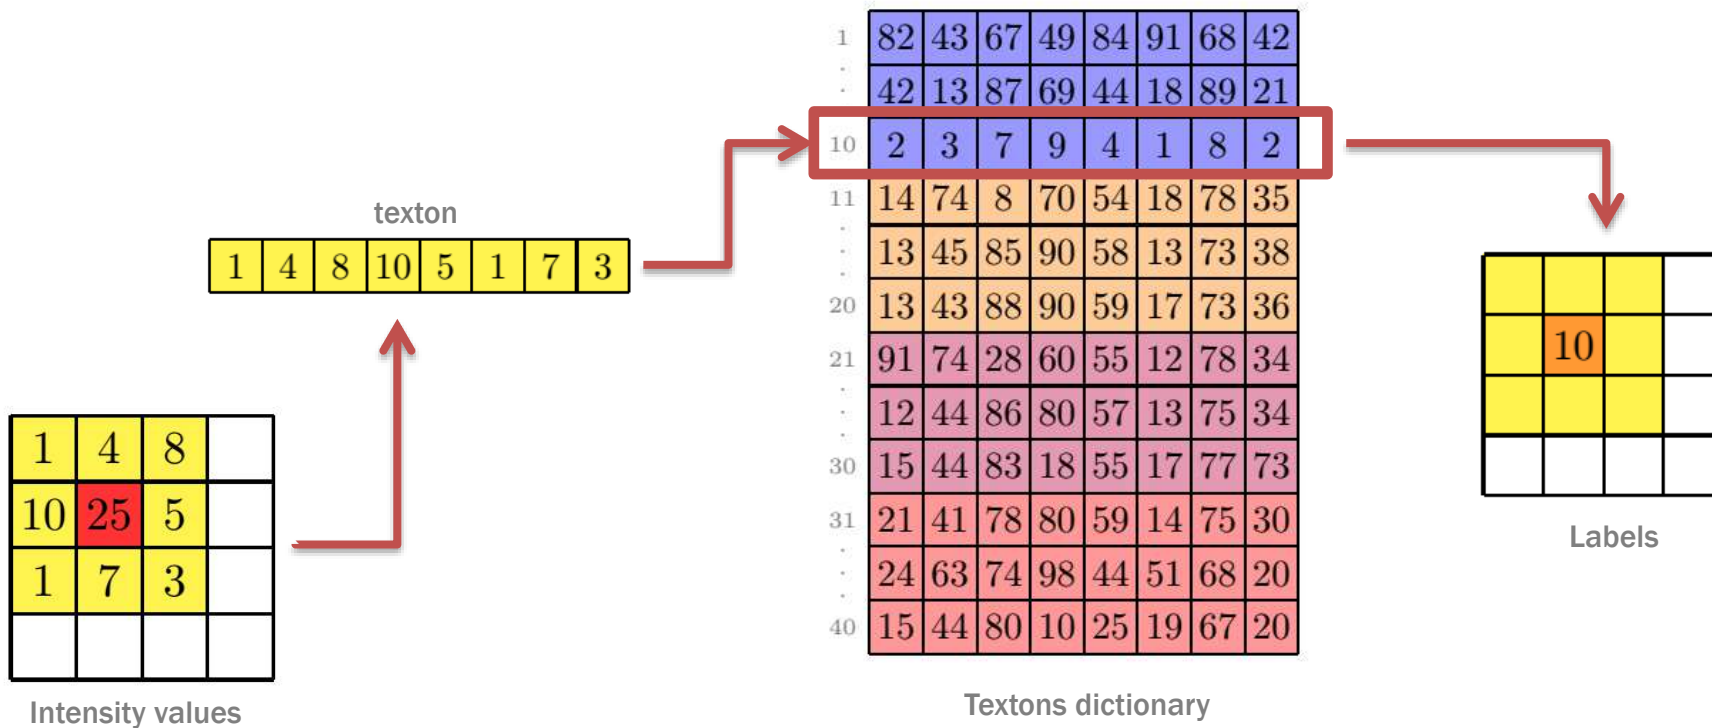 texton
1 4 8 10 5 1 7 3
1 4 8
10 25 5
1 7 3
Intensity values
1 82 43 67 49 84 91 68 42
. 42 13 87 69 44 18 89 21
10 2 3 7 9 4 1 8 2
11 14 74 8 70 54 18 78 35
. 13 45 85 90 58 13 73 38
20 13 43 88 90 59 17 73 36
21 91 74 28 60 55 12 78 34
. 12 44 86 80 57 13 75 34
30 15 44 83 18 55 17 77 73
31 21 41 78 80 59 14 75 30
. 24 63 74 98 44 51 68 20
40 15 44 80 10 25 19 67 20
Textons dictionary
10
Labels